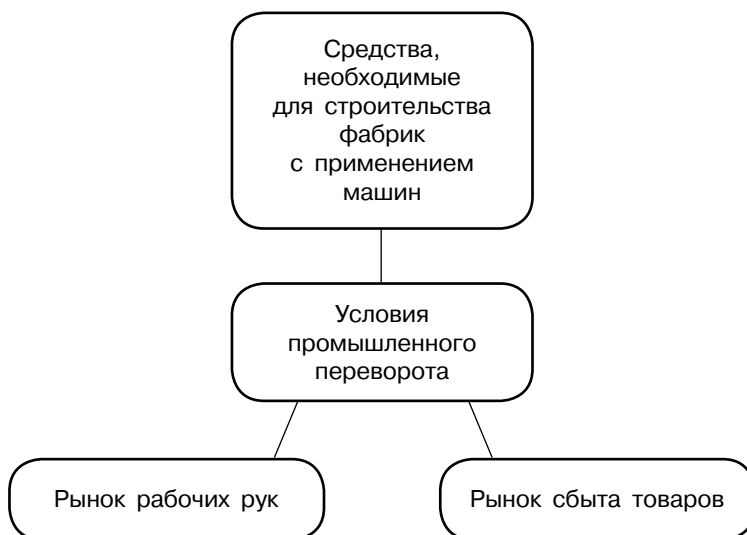 Средства,
необходимые
для строительства
фабрик
с применением
машин
Условия
промышленного
переворота
Рынок рабочих рук
Рынок сбыта товаров